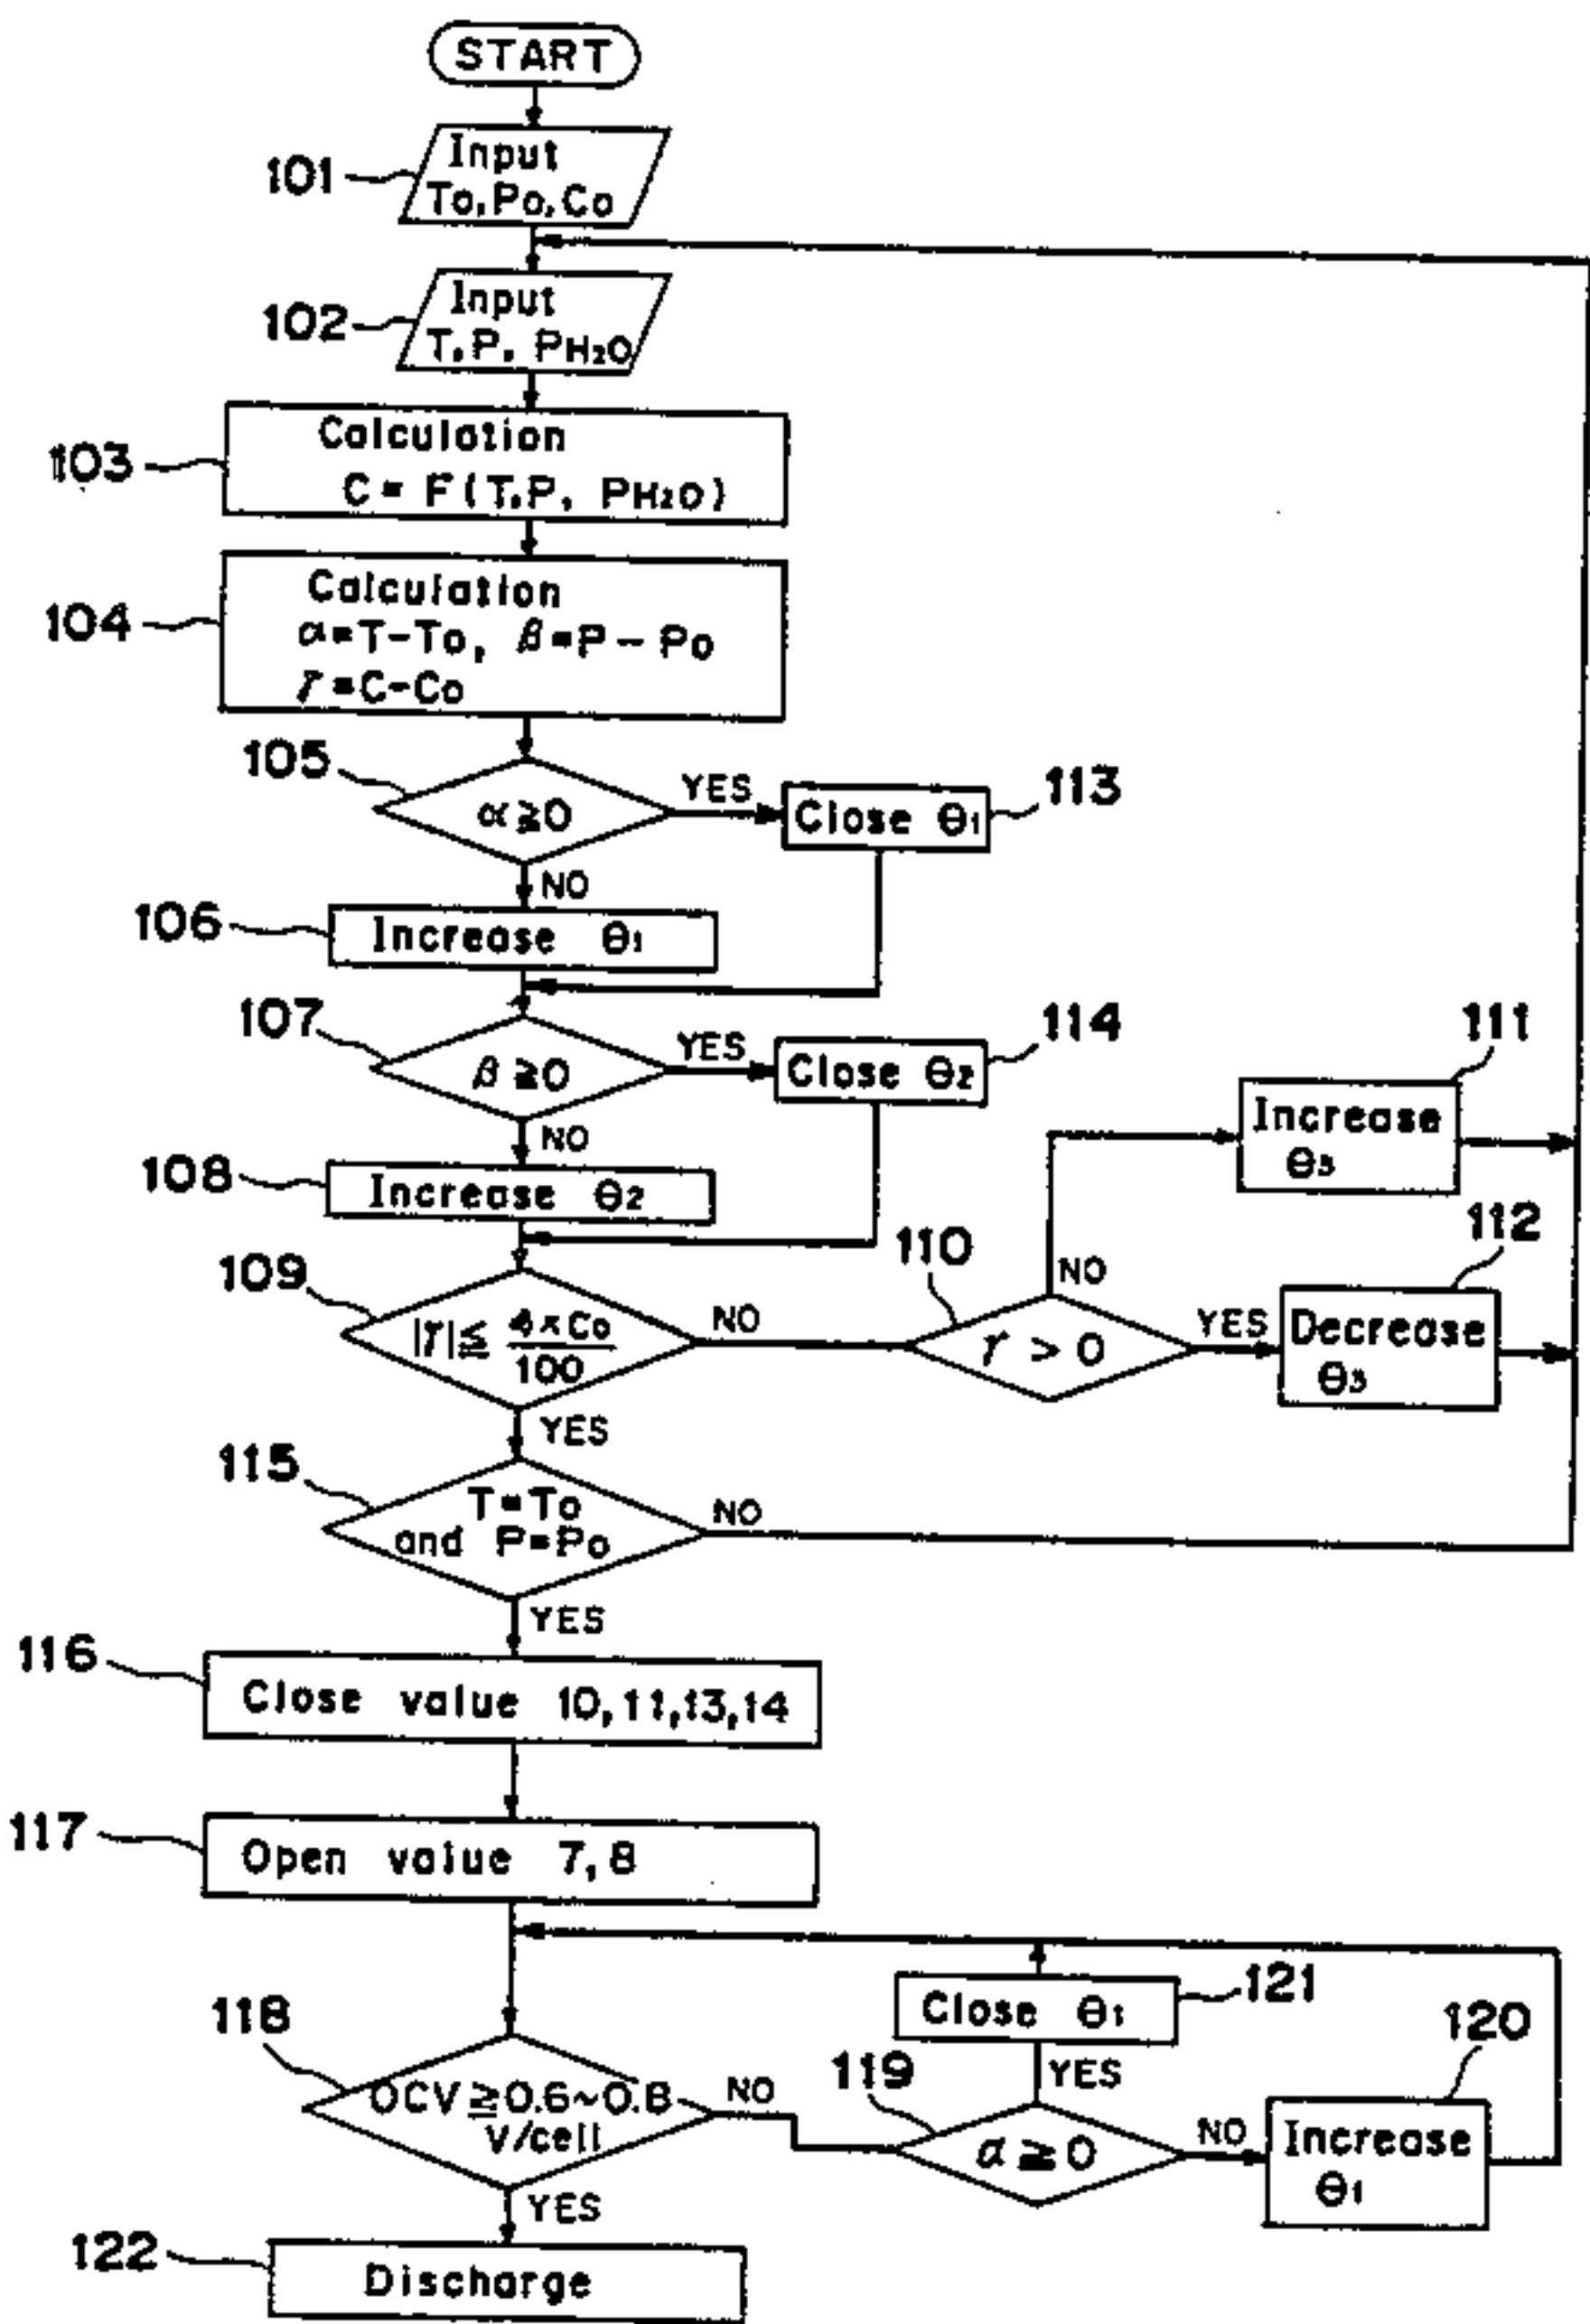 START
101
Input
To, Po, Co
102
Input
T, P, PH2O
103
Calculation
C = F(T, P, PH2O)
104
Calculation
α=T-To, β=P-Po
γ=C-Co
105
α≧0
YES
Close θ1
113
NO
106
Increase θ1
107
β≧0
YES
Close θ2
114
NO
108
Increase θ2
111
Increase
θ3
109
|γ|≦ 4×Co
100
NO
110
γ > 0
NO
YES
112
Decrease
θ3
YES
115
T=To
and P=Po
NO
YES
116
Close value 10,11,13,14
117
Open value 7,8
118
OCV≧0.6~0.8
V/cell
NO
119
α≧0
YES
Close θ1
121
NO
120
Increase
θ1
YES
122
Discharge